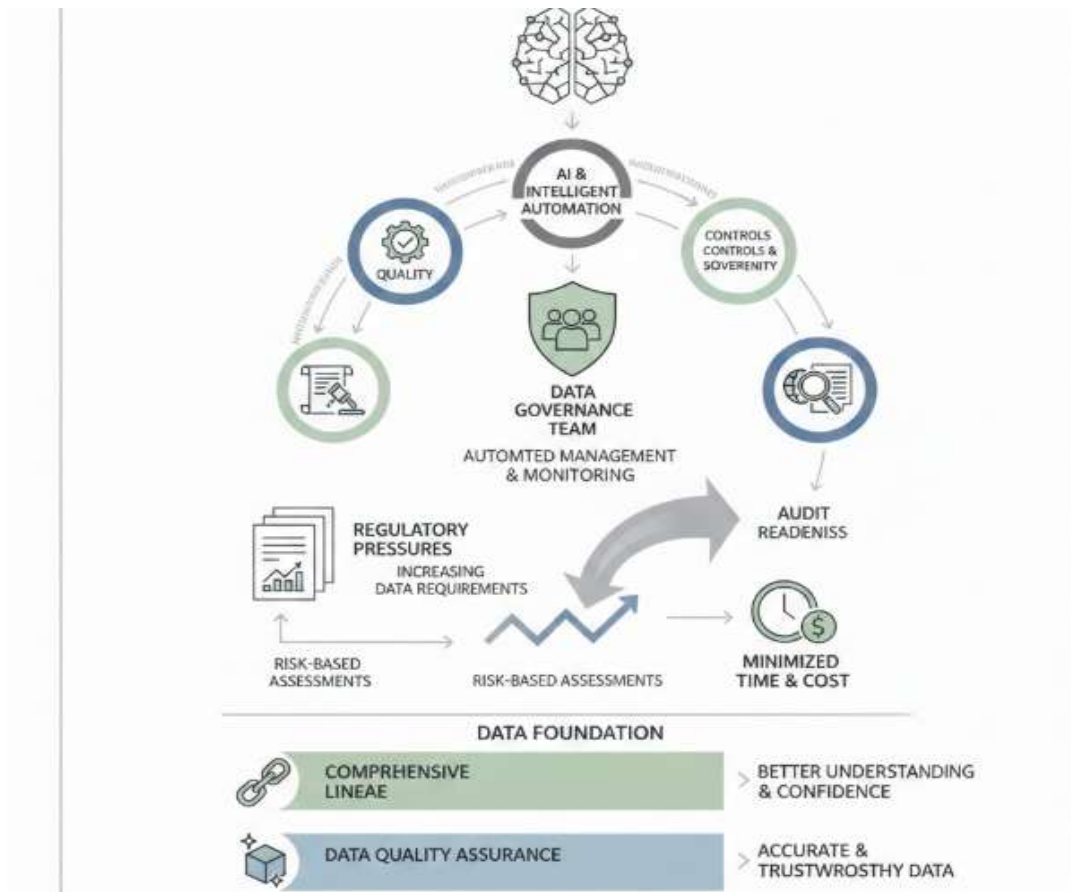 AI &
INTELLIGENT
AUTOMATION
QUALITY
CONTROLS
CONTROLS &
SOVERENITY
DATA
GOVERNANCE
TEAM
AUTOMTED MANAGEMENT
& MONITORING
AUDIT
READENISS
REGULATORY
PRESSURES
INCREASING
DATA REQUIREMENTS
RISK-BASED
ASSESSMENTS
RISK-BASED ASSESSMENTS
MINIMIZED
TIME & COST
DATA FOUNDATION
COMPRHENSIVE
LINEAE
BETTER UNDERSTANDING
& CONFIDENCE
DATA QUALITY ASSURANCE
ACCURATE &
TRUSTWROSTHY DATA